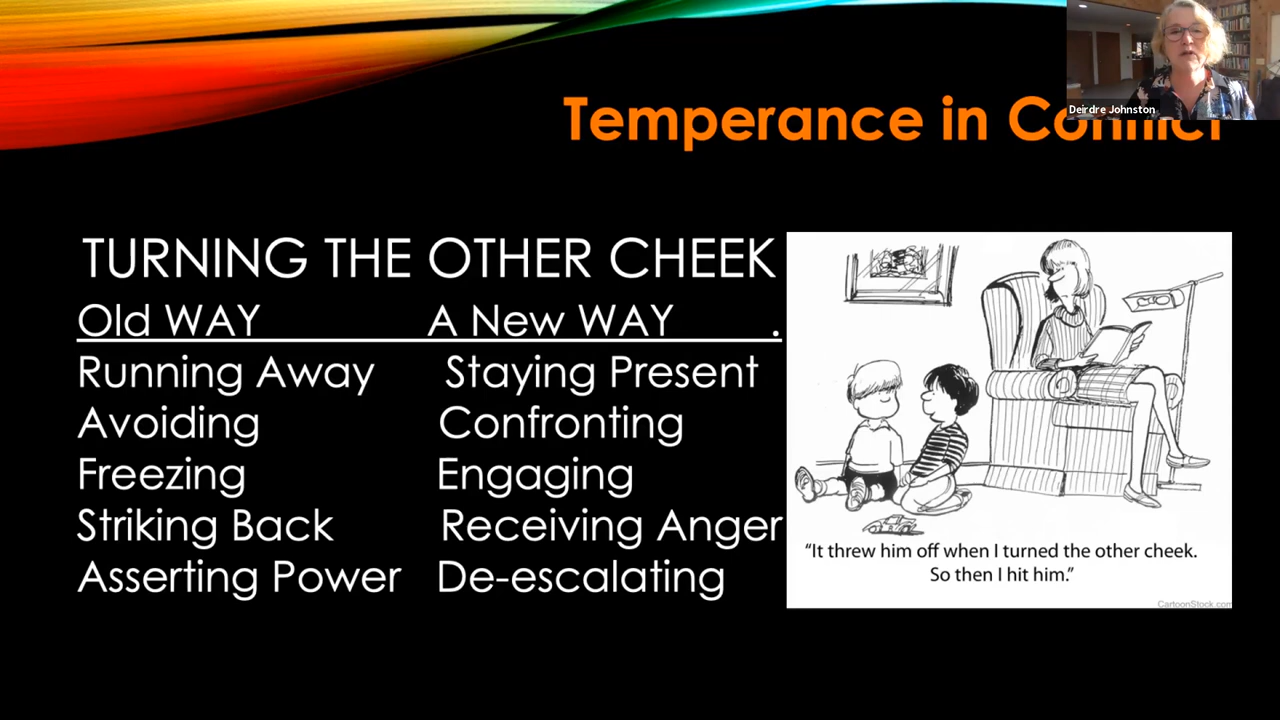 Deirdre Johnston
Temperance in Conflict
TURNING THE OTHER CHEEK
Old WAY A New WAY .
Running Away Staying Present
Avoiding Confronting
Freezing Engaging
Striking Back Receiving Anger
Asserting Power De-escalating
“It threw him off when I turned the other cheek.
So then I hit him.”
CartoonStock.com